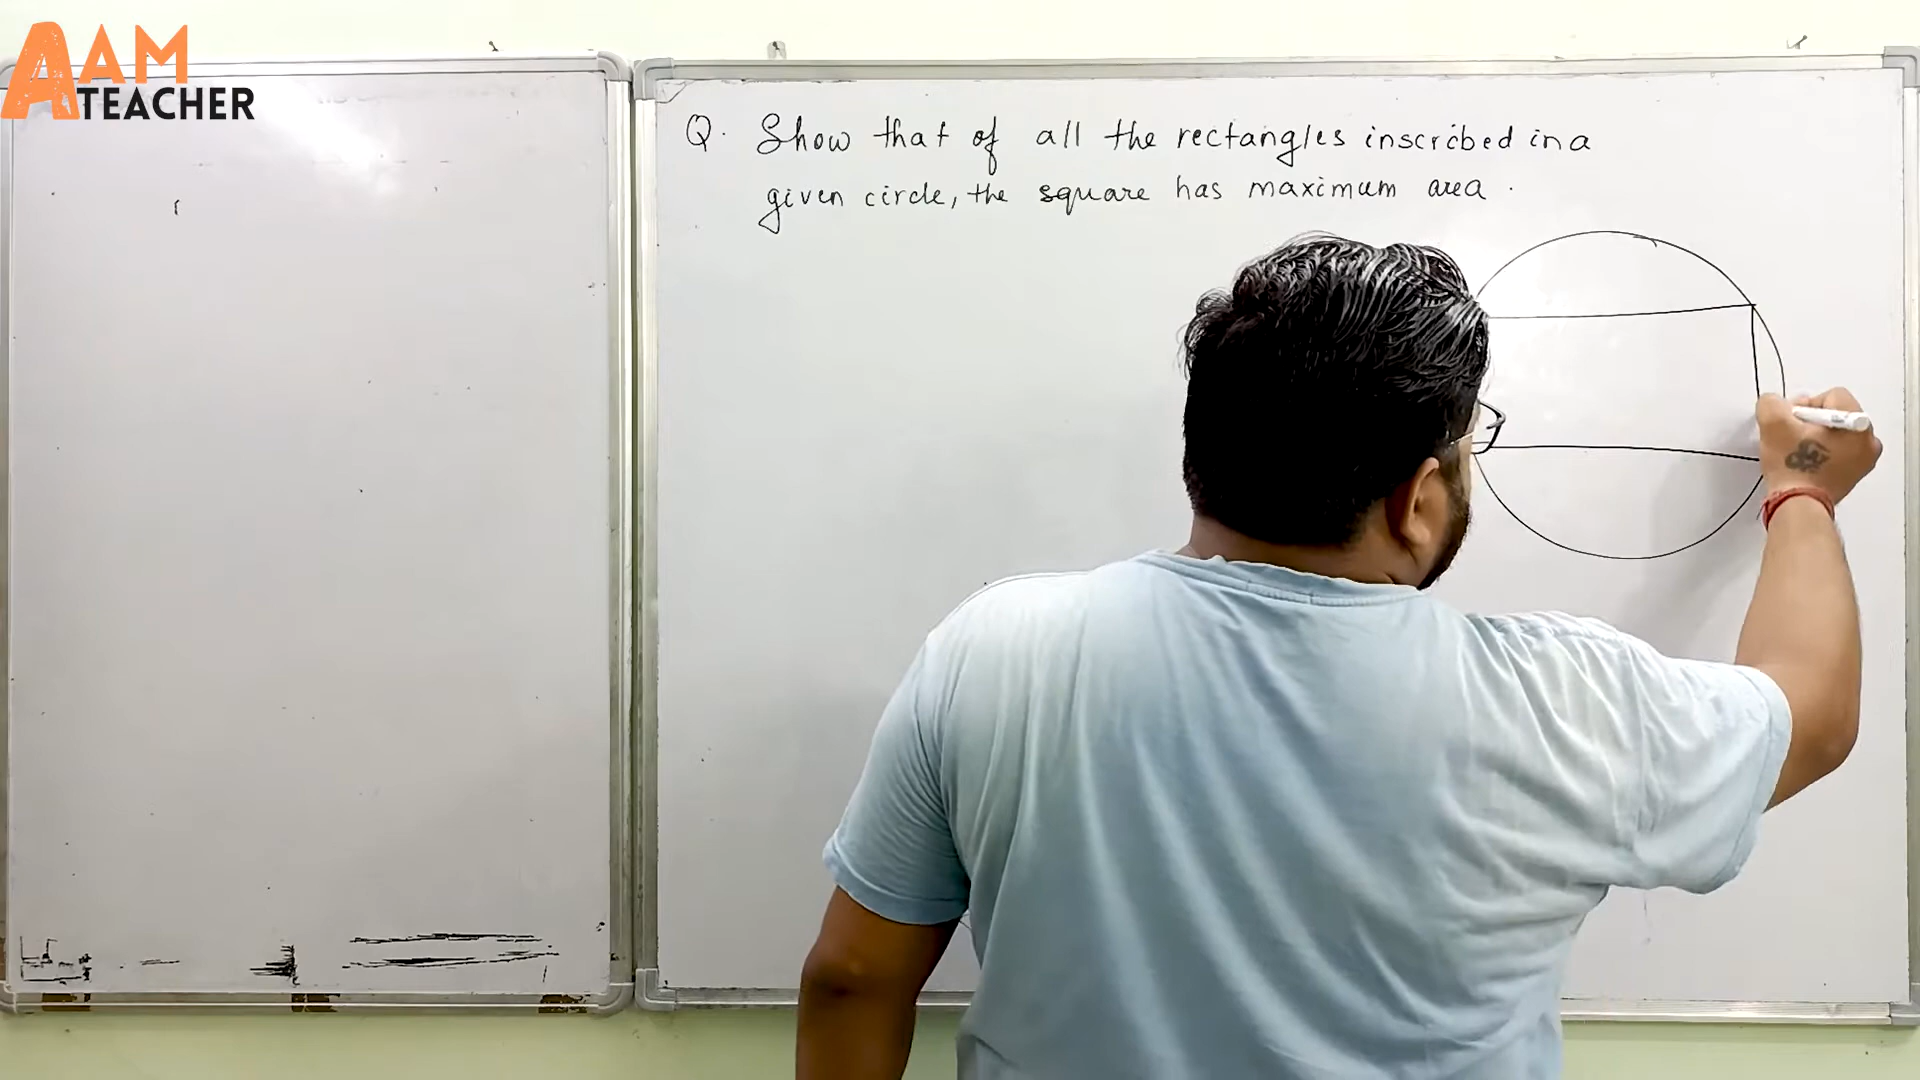 AAM
TEACHER
Q. Show that of all the rectangles inscribed in a
given circle, the square has maximum area.